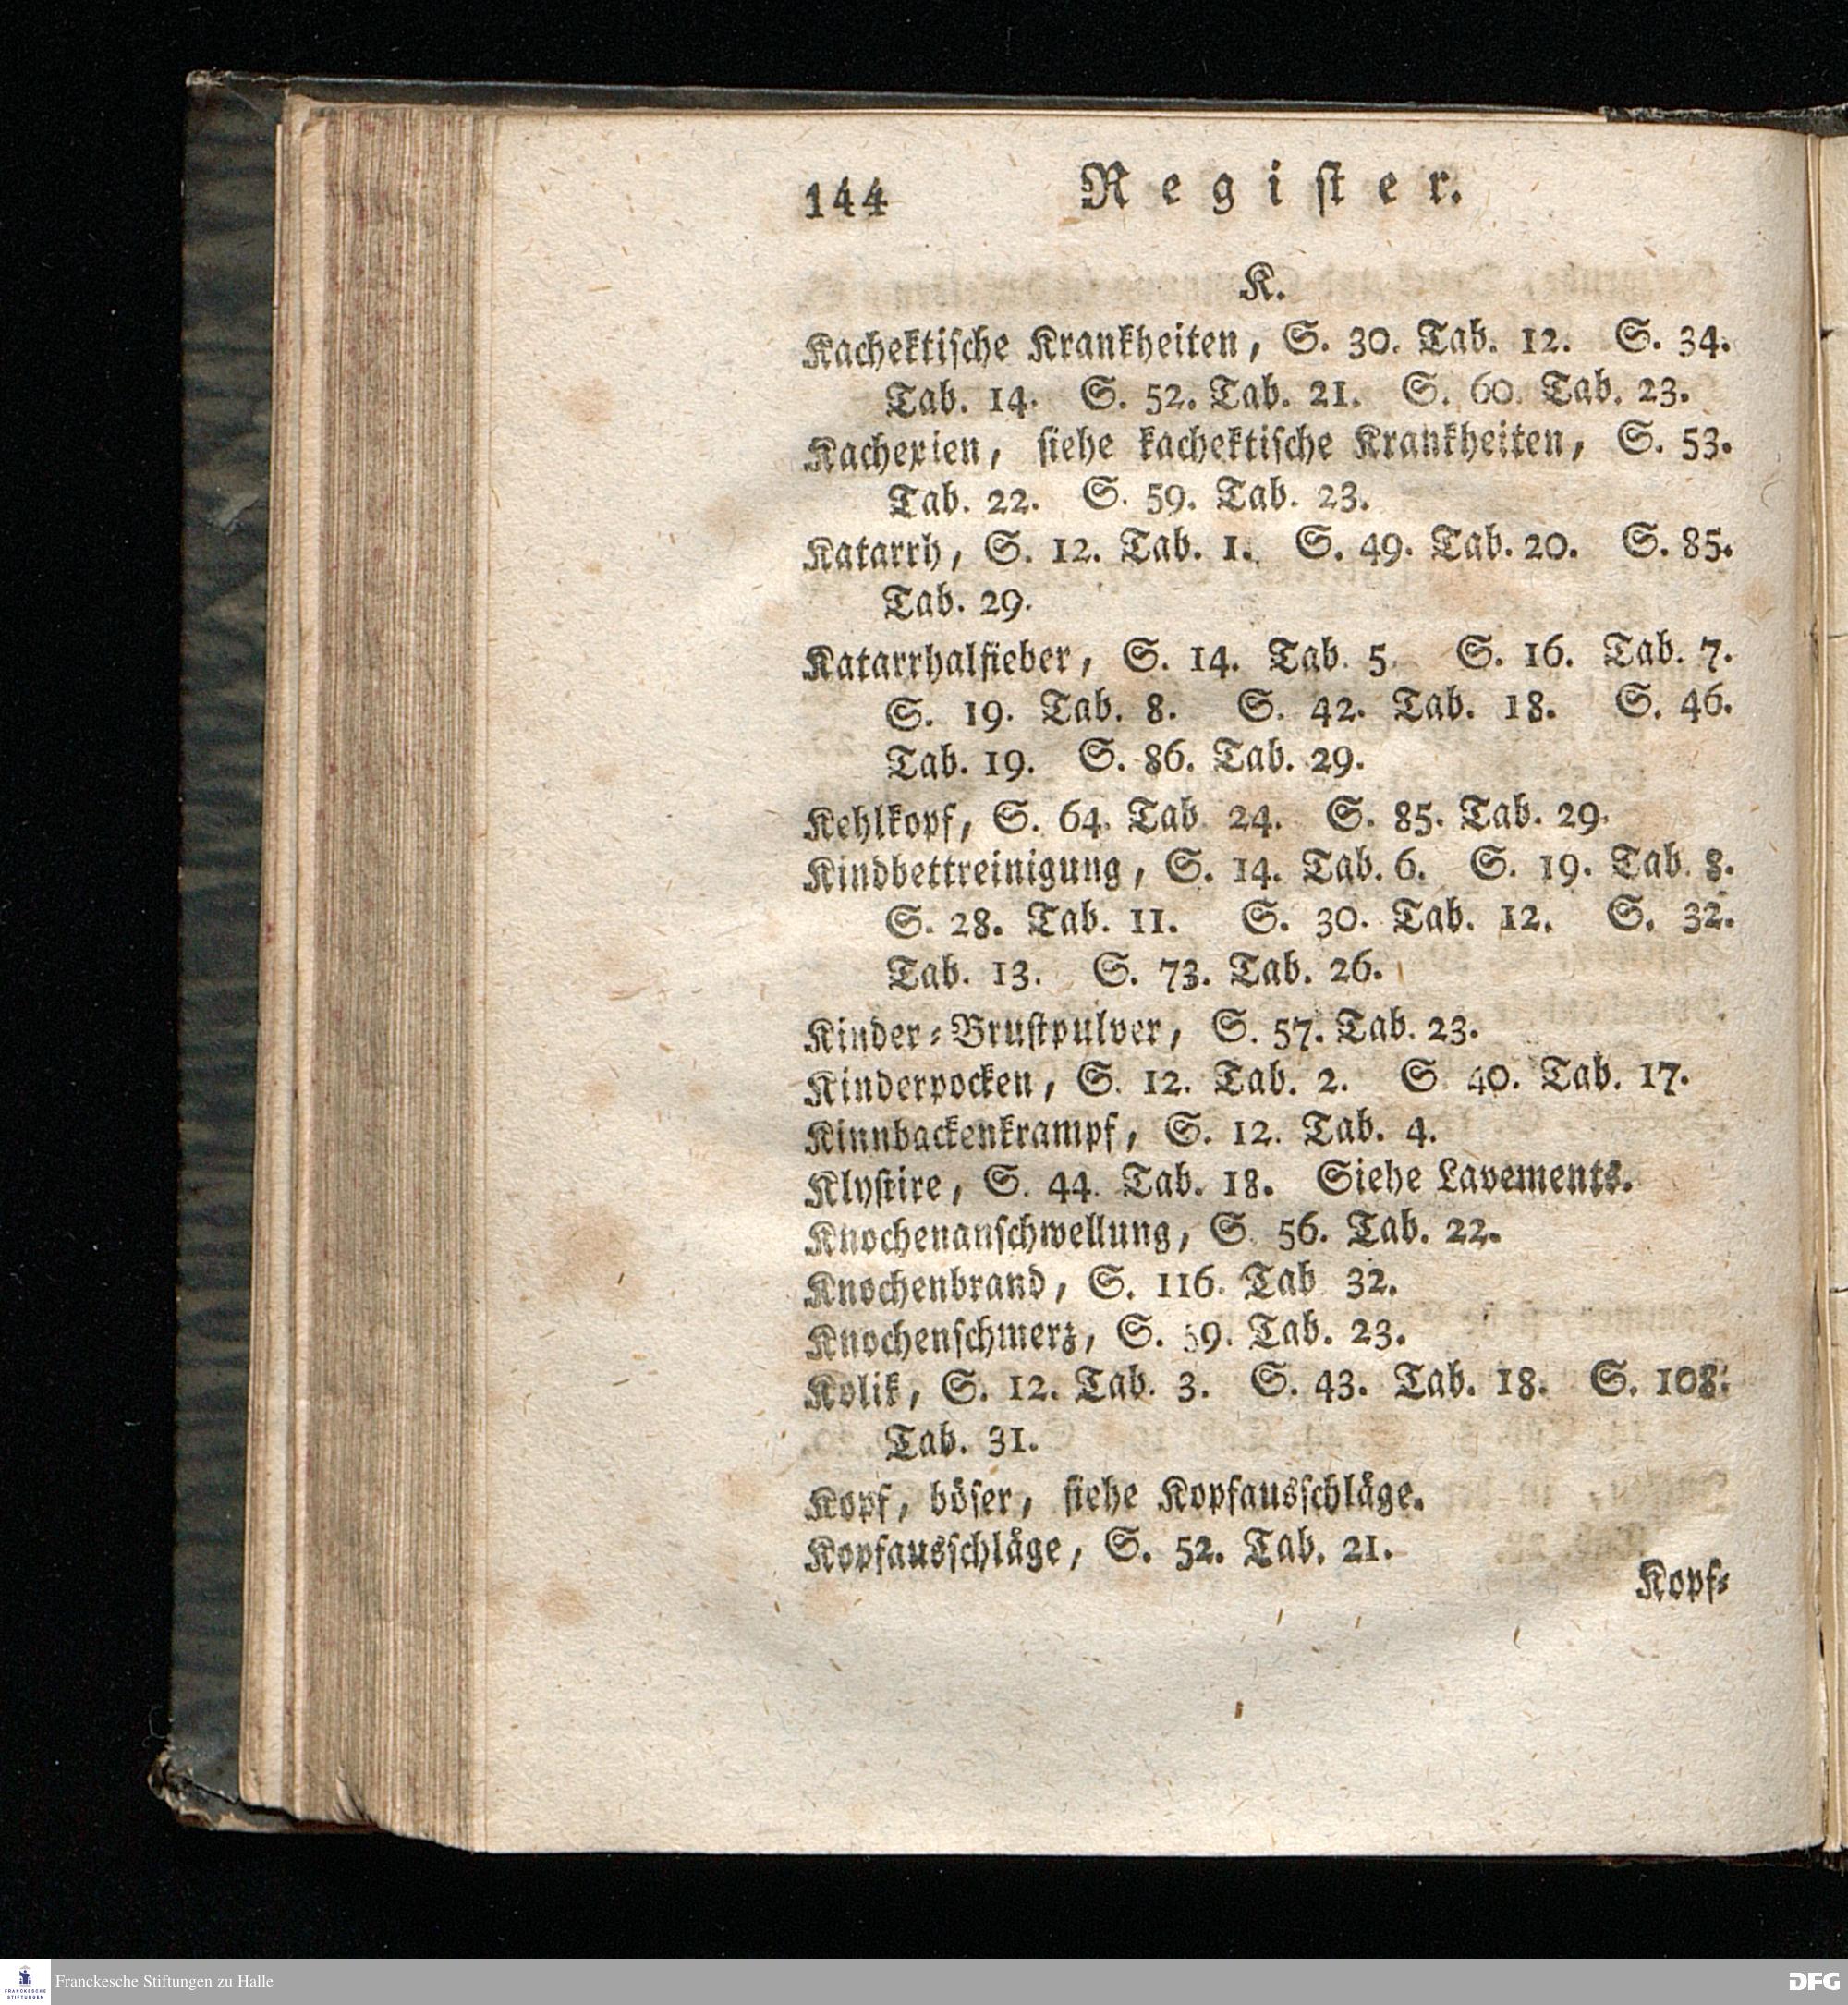 144 Regiſter.
K.
Kachektiſche Krankheiten, S. 30. Tab. 12. S. 34.
Tab. 14. S. 52. Tab. 21. S. 60. Tab. 23.
Kachexien, ſiehe kachektiſche Krankheiten, S. 53.
Tab. 22. S. 59. Tab. 23.
Katarrh, S. 12. Tab. 1. S. 49. Tab. 20. S. 85.
Tab. 29.
Katarrhalfieber, S. 14. Tab. 5. S. 16. Tab. 7.
S. 19. Tab. 8. S. 42. Tab. 18. S. 46.
Tab. 19. S. 86. Tab. 29.
Kehlkopf, S. 64. Tab. 24. S. 85. Tab. 29.
Kindbettreinigung, S. 14. Tab. 6. S. 19. Tab. 8.
S. 28. Tab. 11. S. 30. Tab. 12. S. 32.
Tab. 13. S. 73. Tab. 26.
Kinder⸗Bruſtpulver, S. 57. Tab. 23.
Kinderpocken, S. 12. Tab. 2. S. 40. Tab. 17.
Kinnbackenkrampf, S. 12. Tab. 4.
Klyſtire, S. 44. Tab. 18. Siehe Lavements.
Knochenanſchwellung, S. 56. Tab. 22.
Knochenbrand, S. 116. Tab 32.
Knochenſchmerz, S. 59. Tab. 23.
Kolik, S. 12. Tab. 3. S. 43. Tab. 18. S. 108.
Tab. 31.
Kopf, böſer, ſiehe Kopfausſchläge.
Kopfausſchläge, S. 52. Tab. 21.
Kopf⸗
FRANCKESCHE
STIFTUNGEN
Franckesche Stiftungen zu Halle
DFG